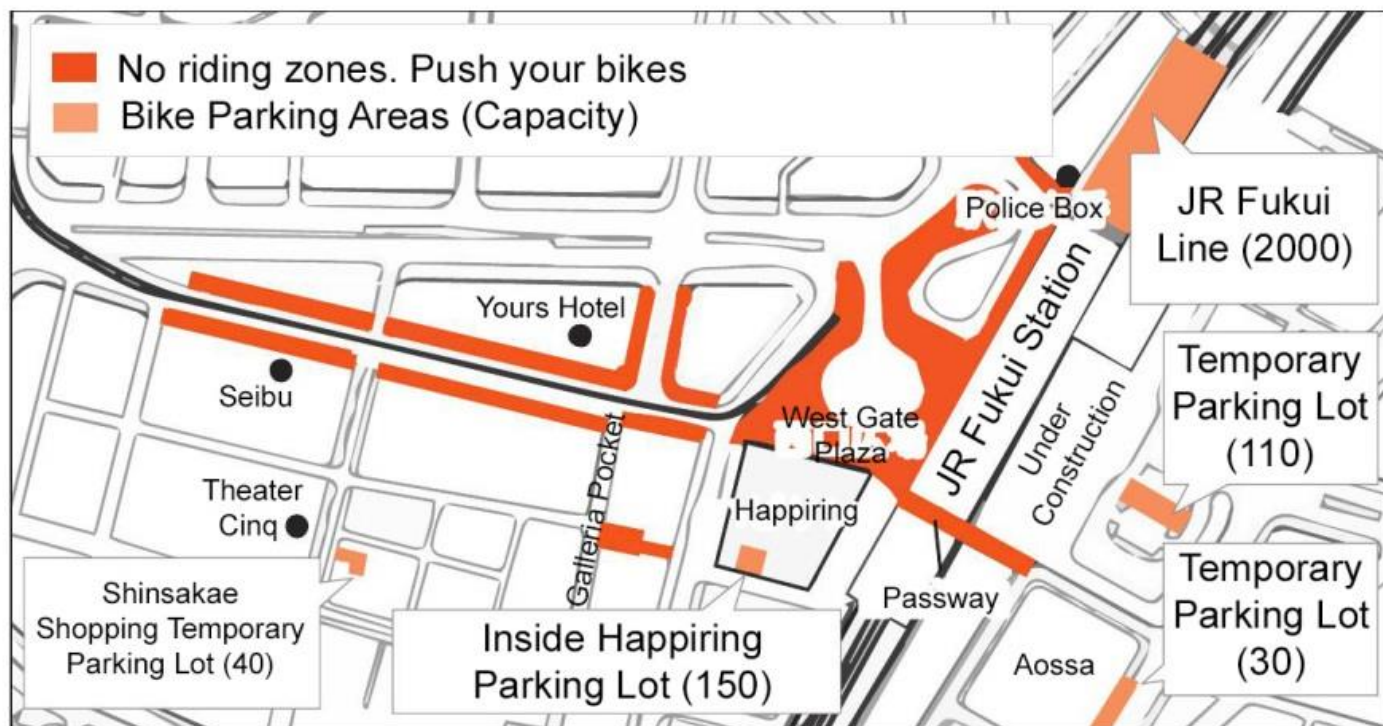 No riding zones. Push your bikes
Bike Parking Areas (Capacity)
Police Box
JR Fukui
Line (2000)
Yours Hotel
Seibu
JR Fukui Station
Temporary
Parking Lot
(110)
West Gate
Plaza
Under
Construction
Theater
Cinq
Galleria Pocket
Happiring
Temporary
Parking Lot
(30)
Shinsakae
Shopping Temporary
Parking Lot (40)
Inside Happiring
Parking Lot (150)
Passway
Aossa